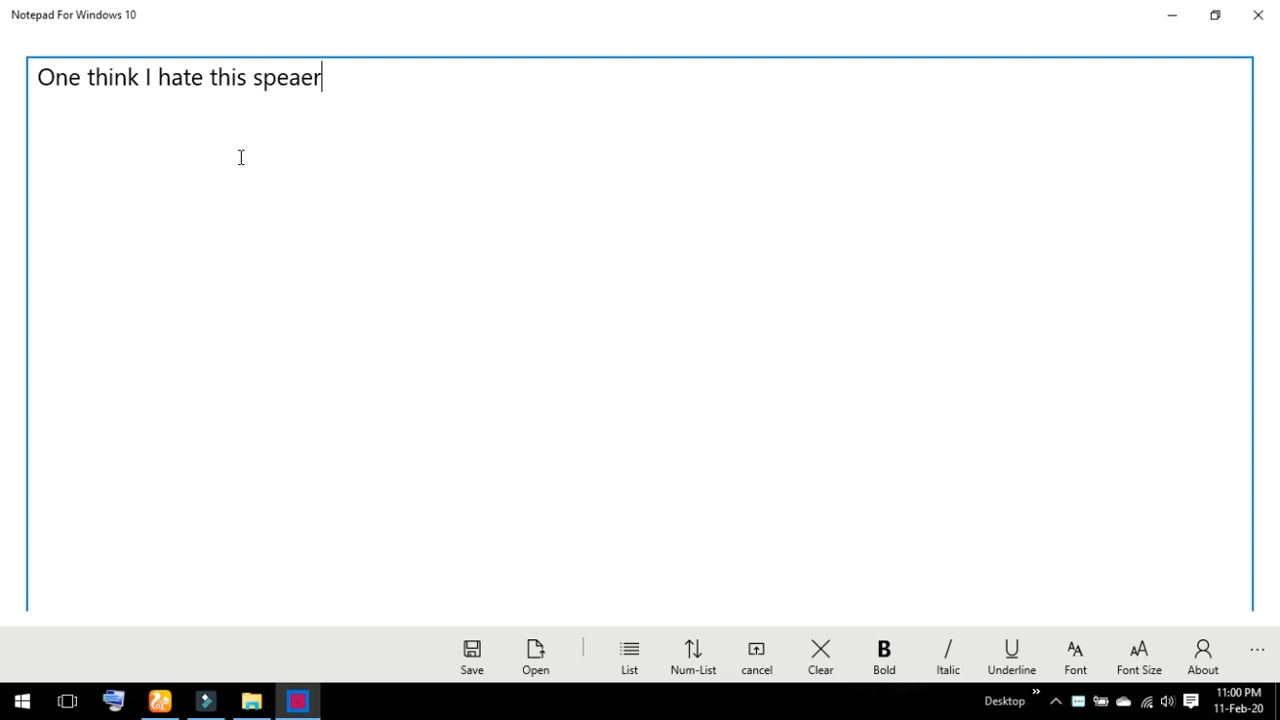 Notepad For Windows 10
One think I hate this speaer
Save
Open
List
Num-List
cancel
Clear
B
Bold
I
Italic
U
Underline
AA
Font
AA
Font Size
About
Desktop
11:00 PM
11-Feb-20